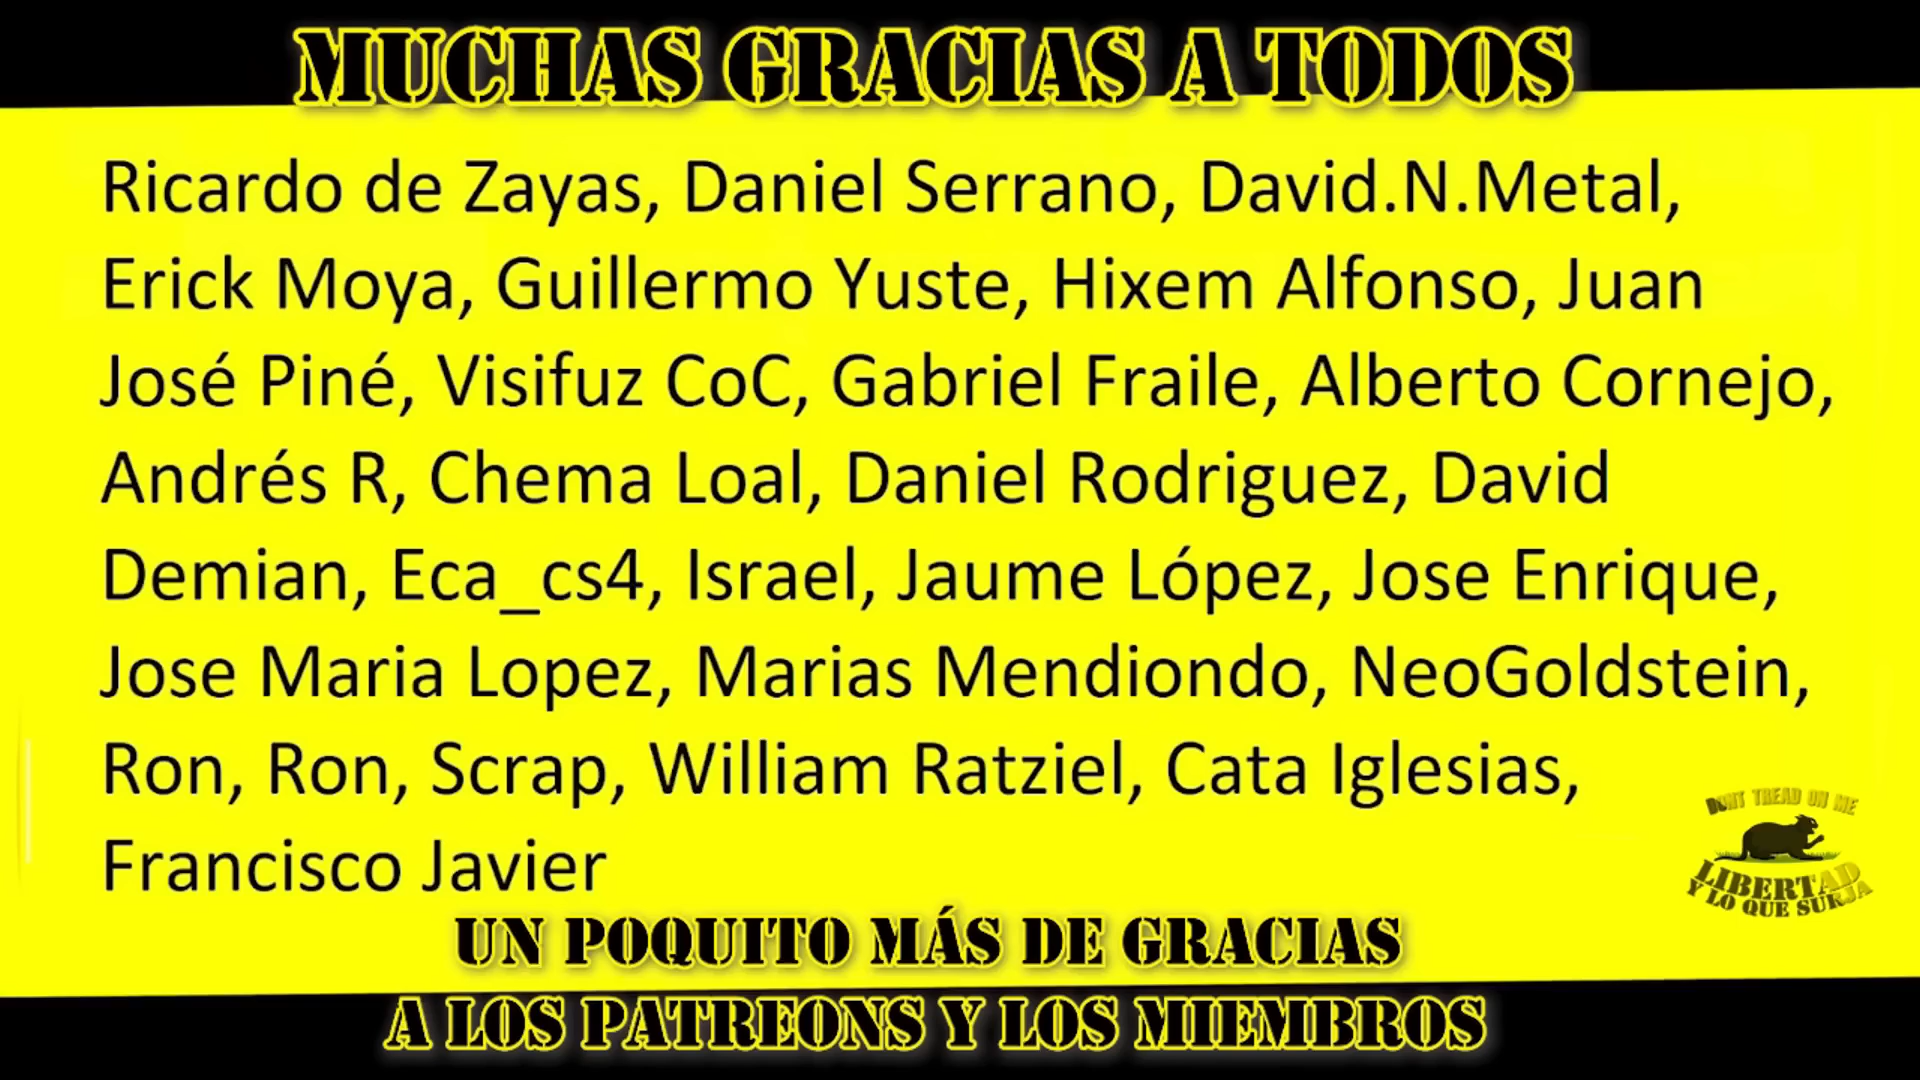 MUCHAS GRACIAS A TODOS
Ricardo de Zayas, Daniel Serrano, David.N.Metal,
Erick Moya, Guillermo Yuste, Hixem Alfonso, Juan
José Piné, Visifuz CoC, Gabriel Fraile, Alberto Cornejo,
Andrés R, Chema Loal, Daniel Rodriguez, David
Demian, Eca_cs4, Israel, Jaume López, Jose Enrique,
Jose Maria Lopez, Marias Mendiondo, NeoGoldstein,
Ron, Ron, Scrap, William Ratziel, Cata Iglesias,
Francisco Javier
DONT TREAD ON ME
LIBERTAD
Y LO QUE SURJA
UN POQUITO MÁS DE GRACIAS
A LOS PATREONS Y LOS MIEMBROS